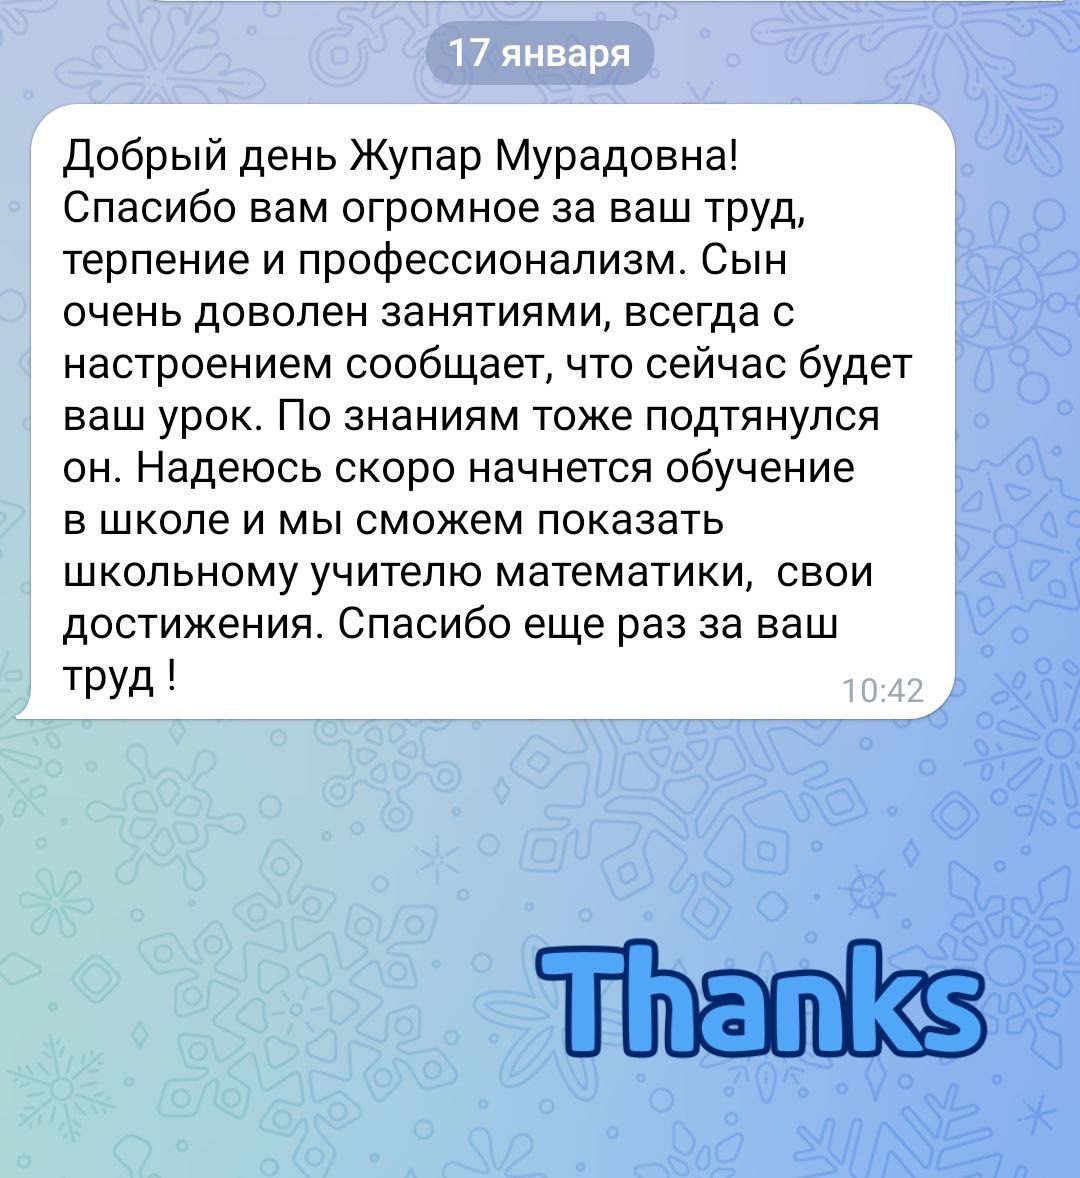 17 января
Добрый день Жупар Мурадовна!
Спасибо вам огромное за ваш труд,
терпение и профессионализм. Сын
очень доволен занятиями, всегда с
настроением сообщает, что сейчас будет
ваш урок. По знаниям тоже подтянулся
он. Надеюсь скоро начнется обучение
в школе и мы сможем показать
школьному учителю математики,  свои
достижения. Спасибо еще раз за ваш
труд !
10:42
Thanks